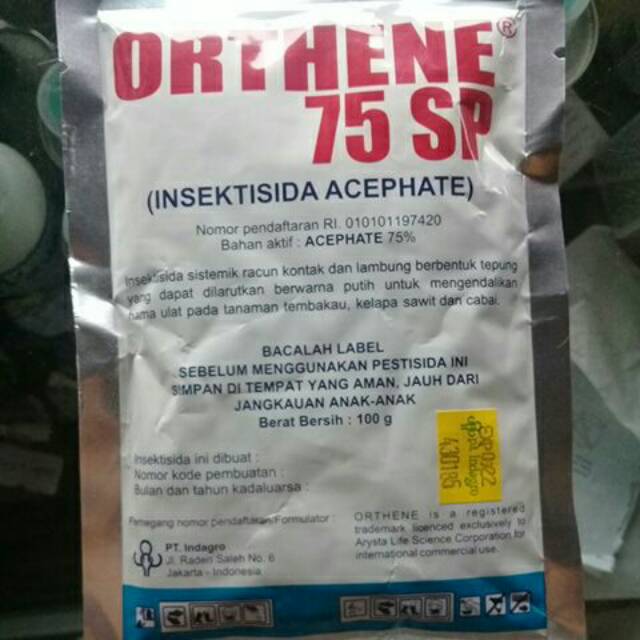 ORTHENE®
75 SP
(INSEKTISIDA ACEPHATE)
Nomor pendaftaran RI. 010101197420
Bahan aktif : ACEPHATE 75%
Insektisida sistemik racun kontak dan lambung berbentuk tepung
yang dapat dilarutkan berwarna putih untuk mengendalikan
hama ulat pada tanaman tembakau, kelapa sawit dan cabai.
BACALAH LABEL
SEBELUM MENGGUNAKAN PESTISIDA INI
SIMPAN DI TEMPAT YANG AMAN, JAUH DARI
JANGKAUAN ANAK-ANAK
Berat Bersih : 100 g
Insektisida ini dibuat :
Nomor kode pembuatan :
Bulan dan tahun kadaluarsa :
Pemegang nomor pendaftaran/Formulator :
PT. Indagro
Jl. Raden Saleh No. 6
Jakarta - Indonesia
ORTHENE is a registered
trademark licenced exclusively to
Arysta Life Science Corporation for
international commercial use.